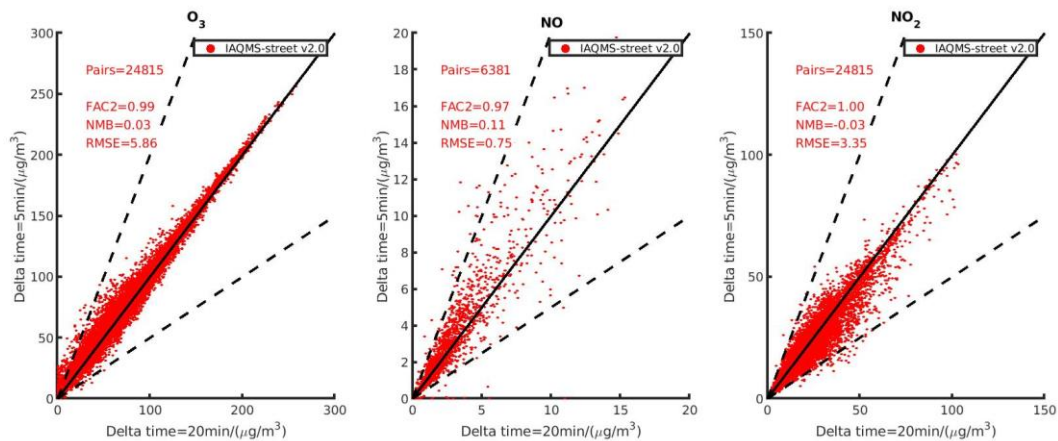 O₃
IAQMS-street v2.0
Pairs=24815
FAC2=0.99
NMB=0.03
RMSE=5.86
300
250
200
150
100
50
0
0 100 200 300
Delta time=5min/(μg/m³)
Delta time=20min/(μg/m³)
NO
IAQMS-street v2.0
Pairs=6381
FAC2=0.97
NMB=0.11
RMSE=0.75
20
18
16
14
12
10
8
6
4
2
0
0 5 10 15 20
Delta time=5min/(μg/m³)
Delta time=20min/(μg/m³)
NO₂
IAQMS-street v2.0
Pairs=24815
FAC2=1.00
NMB=-0.03
RMSE=3.35
150
100
50
0
0 50 100 150
Delta time=5min/(μg/m³)
Delta time=20min/(μg/m³)